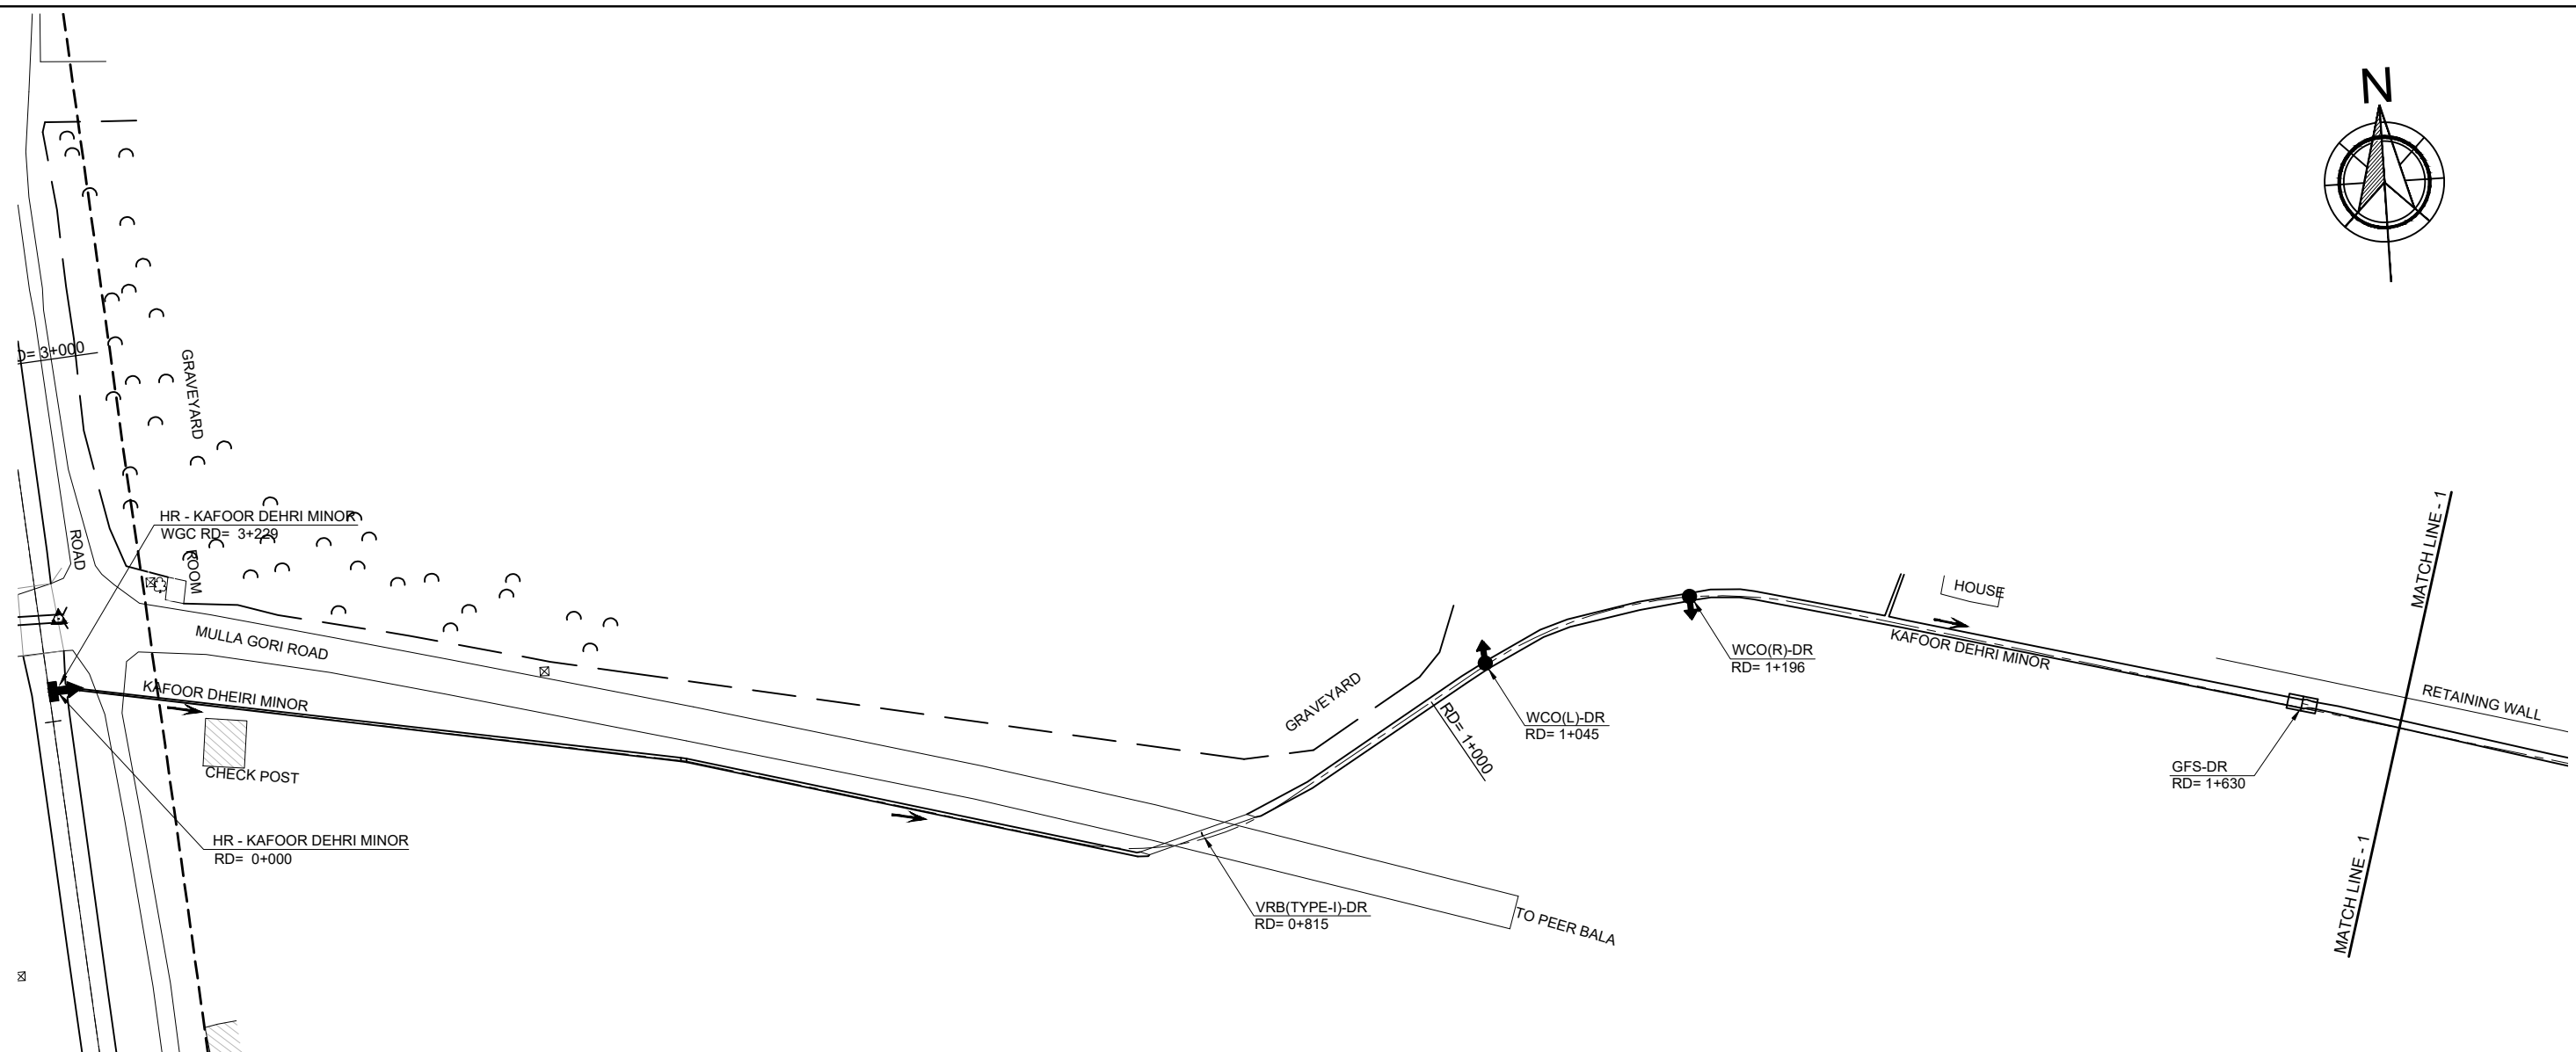 N
D= 3+000
GRAVEYARD
HR - KAFOOR DEHRI MINOR
WGC RD= 3+229
ROAD
ROOM
MULLA GORI ROAD
KAFOOR DHEIRI MINOR
CHECK POST
HR - KAFOOR DEHRI MINOR
RD= 0+000
GRAVEYARD
RD= 1+000
VRB(TYPE-I)-DR
RD= 0+815
TO PEER BALA
WCO(L)-DR
RD= 1+045
WCO(R)-DR
RD= 1+196
HOUSE
KAFOOR DEHRI MINOR
GFS-DR
RD= 1+630
MATCH LINE - 1
RETAINING WALL
MATCH LINE - 1